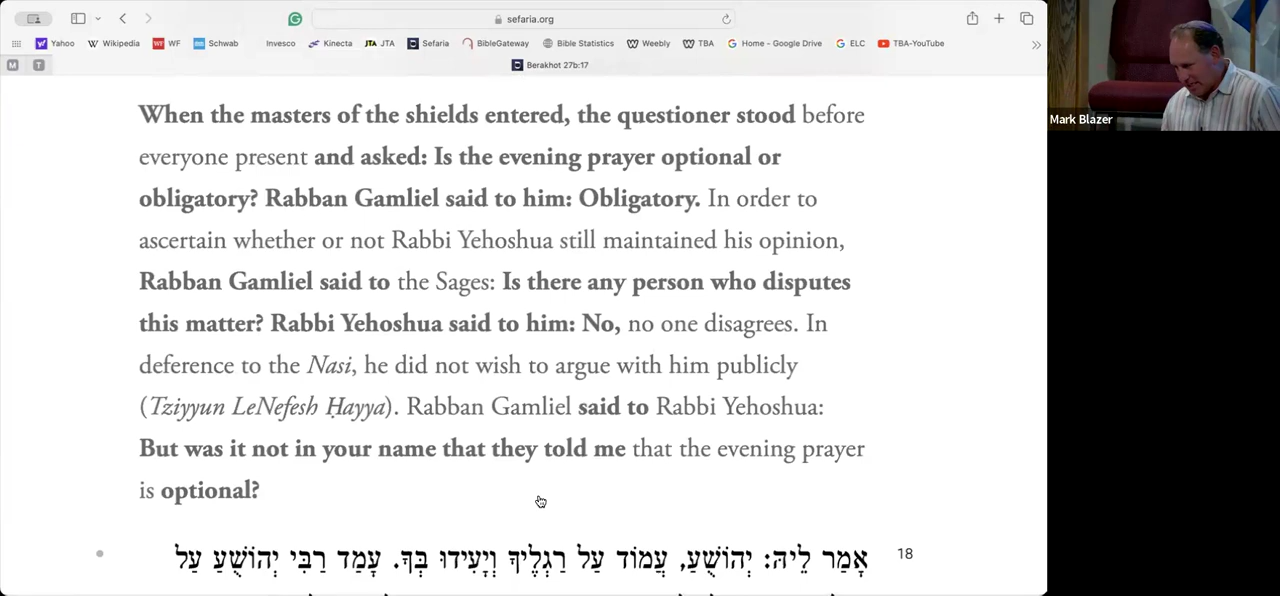 sefaria.org
Yahoo
W Wikipedia
WF WF
Schwab
Invesco
Kinecta
JTA JTA
Sefaria
BibleGateway
Bible Statistics
Weebly
TBA
Home - Google Drive
ELC
TBA-YouTube
M
T
Berakhot 27b:17
When the masters of the shields entered, the questioner stood before
everyone present and asked: Is the evening prayer optional or
obligatory? Rabban Gamliel said to him: Obligatory. In order to
ascertain whether or not Rabbi Yehoshua still maintained his opinion,
Rabban Gamliel said to the Sages: Is there any person who disputes
this matter? Rabbi Yehoshua said to him: No, no one disagrees. In
deference to the Nasi, he did not wish to argue with him publicly
(Tziyyun LeNefesh Ḥayya). Rabban Gamliel said to Rabbi Yehoshua:
But was it not in your name that they told me that the evening prayer
is optional?
18
אָמַר לֵיהּ: יְהוֹשֻׁעַ, עֲמוֹד עַל רַגְלֶיךָ וְיָעִידוּ בְּךָ. עָמַד רַבִּי יְהוֹשֻׁעַ עַל
Mark Blazer